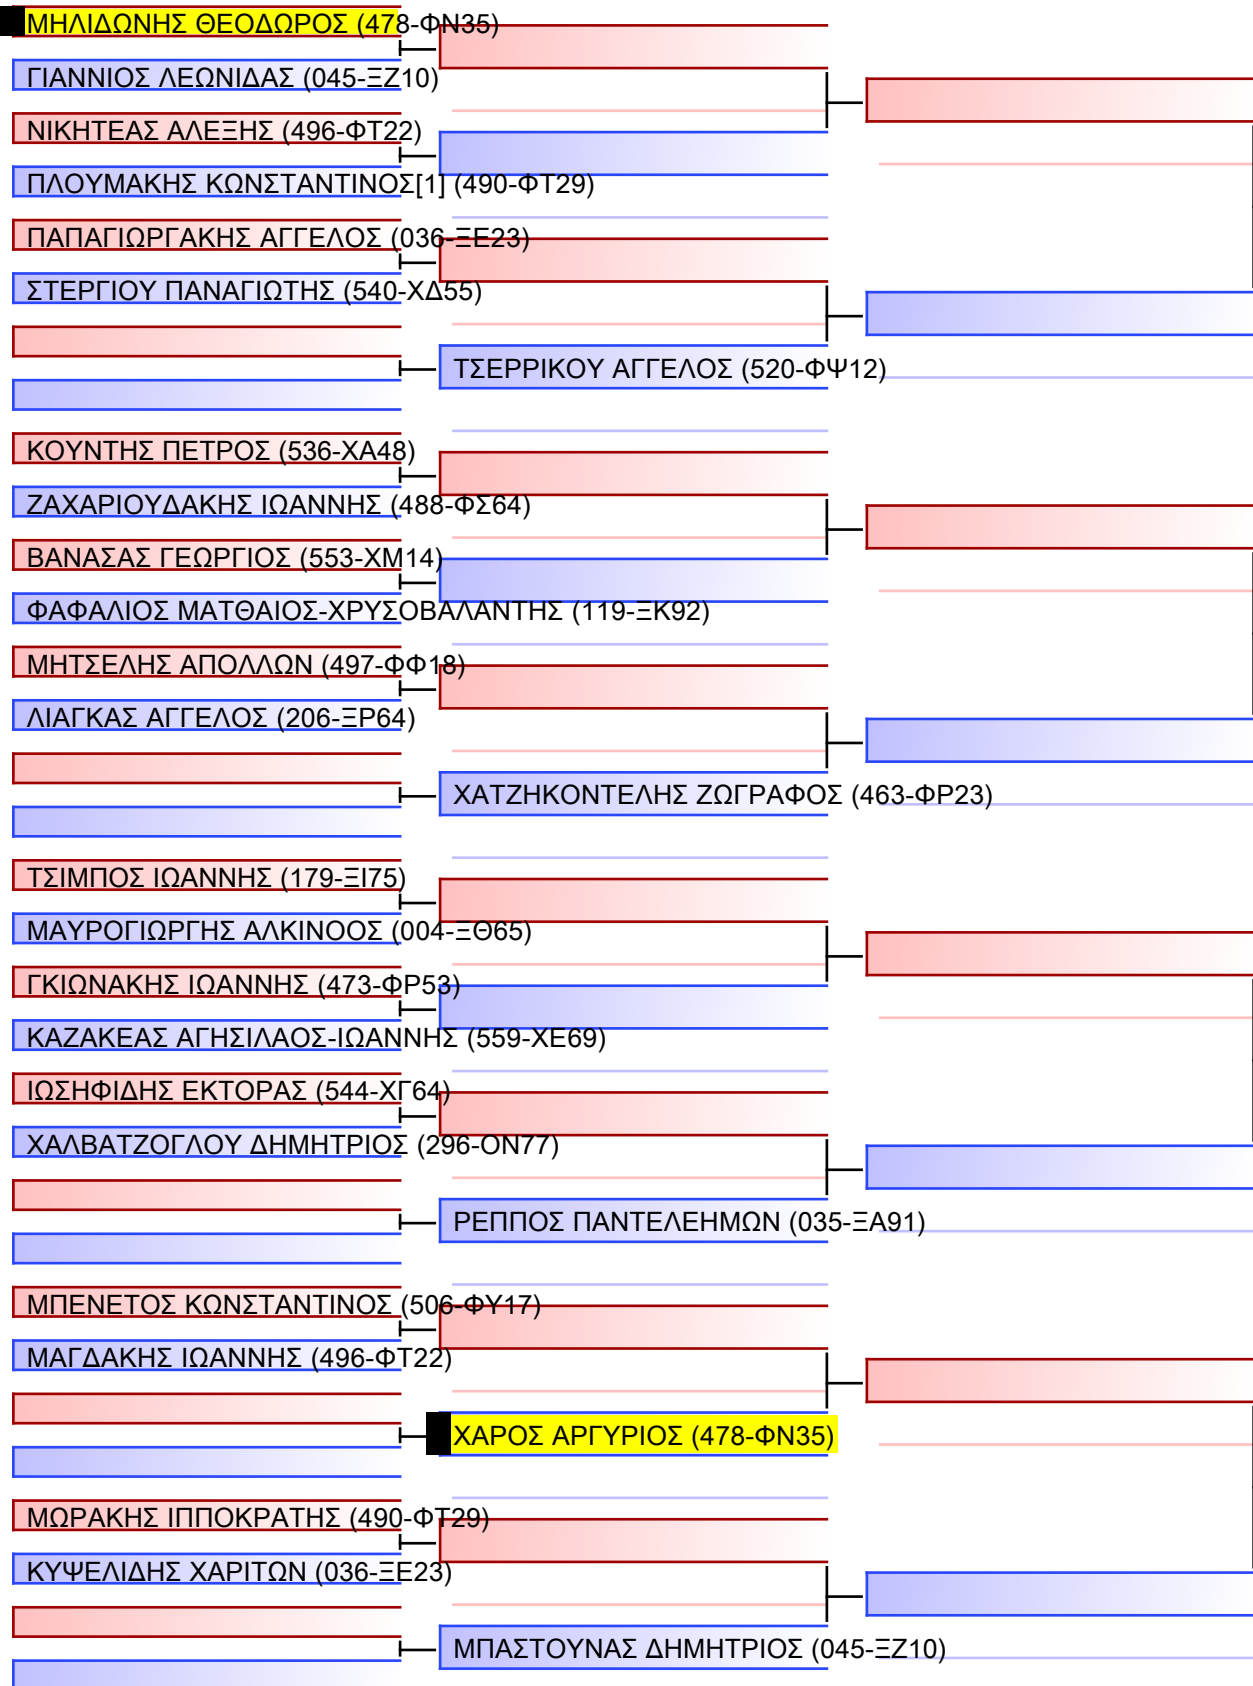 ΜΗΛΙΔΩΝΗΣ ΘΕΟΔΩΡΟΣ (478-ΦΝ35)
ΓΙΑΝΝΙΟΣ ΛΕΩΝΙΔΑΣ (045-ΞΖ10)
ΝΙΚΗΤΕΑΣ ΑΛΕΞΗΣ (496-ΦΤ22)
ΠΛΟΥΜΑΚΗΣ ΚΩΝΣΤΑΝΤΙΝΟΣ[1] (490-ΦΤ29)
ΠΑΠΑΓΙΩΡΓΑΚΗΣ ΑΓΓΕΛΟΣ (036-ΞΕ23)
ΣΤΕΡΓΙΟΥ ΠΑΝΑΓΙΩΤΗΣ (540-ΧΔ55)
ΤΣΕΡΡΙΚΟΥ ΑΓΓΕΛΟΣ (520-ΦΨ12)
ΚΟΥΝΤΗΣ ΠΕΤΡΟΣ (536-ΧΑ48)
ΖΑΧΑΡΙΟΥΔΑΚΗΣ ΙΩΑΝΝΗΣ (488-ΦΣ64)
ΒΑΝΑΣΑΣ ΓΕΩΡΓΙΟΣ (553-ΧΜ14)
ΦΑΦΑΛΙΟΣ ΜΑΤΘΑΙΟΣ-ΧΡΥΣΟΒΑΛΑΝΤΗΣ (119-ΞΚ92)
ΜΗΤΣΕΛΗΣ ΑΠΟΛΛΩΝ (497-ΦΦ18)
ΛΙΑΓΚΑΣ ΑΓΓΕΛΟΣ (206-ΞΡ64)
ΧΑΤΖΗΚΟΝΤΕΛΗΣ ΖΩΓΡΑΦΟΣ (463-ΦΡ23)
ΤΣΙΜΠΟΣ ΙΩΑΝΝΗΣ (179-ΞΙ75)
ΜΑΥΡΟΓΙΩΡΓΗΣ ΑΛΚΙΝΟΟΣ (004-ΞΘ65)
ΓΚΙΩΝΑΚΗΣ ΙΩΑΝΝΗΣ (473-ΦΡ53)
ΚΑΖΑΚΕΑΣ ΑΓΗΣΙΛΑΟΣ-ΙΩΑΝΝΗΣ (559-ΧΕ69)
ΙΩΣΗΦΙΔΗΣ ΕΚΤΟΡΑΣ (544-ΧΓ64)
ΧΑΛΒΑΤΖΟΓΛΟΥ ΔΗΜΗΤΡΙΟΣ (296-ΟΝ77)
ΡΕΠΠΟΣ ΠΑΝΤΕΛΕΗΜΩΝ (035-ΞΑ91)
ΜΠΕΝΕΤΟΣ ΚΩΝΣΤΑΝΤΙΝΟΣ (506-ΦΥ17)
ΜΑΓΔΑΚΗΣ ΙΩΑΝΝΗΣ (496-ΦΤ22)
ΧΑΡΟΣ ΑΡΓΥΡΙΟΣ (478-ΦΝ35)
ΜΩΡΑΚΗΣ ΙΠΠΟΚΡΑΤΗΣ (490-ΦΤ29)
ΚΥΨΕΛΙΔΗΣ ΧΑΡΙΤΩΝ (036-ΞΕ23)
ΜΠΑΣΤΟΥΝΑΣ ΔΗΜΗΤΡΙΟΣ (045-ΞΖ10)